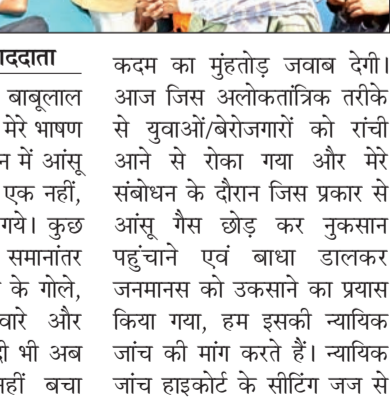 ाददाता
बाबूलाल
मेरे भाषण
न में आंसू
एक नहीं,
गये। कुछ
समानांतर
के गोले,
वारे और
भी अब
नहीं बचा
कदम का मुंहतोड़ जवाब देगी।
आज जिस अलोकतांत्रिक तरीके
से युवाओं/बेरोजगारों को रांची
आने से रोका गया और मेरे
संबोधन के दौरान जिस प्रकार से
आंसू गैस छोड़ कर नुकसान
पहुंचाने एवं बाधा डालकर
जनमानस को उकसाने का प्रयास
किया गया, हम इसकी न्यायिक
जांच की मांग करते हैं। न्यायिक
जांच हाइकोर्ट के सीटिंग जज से